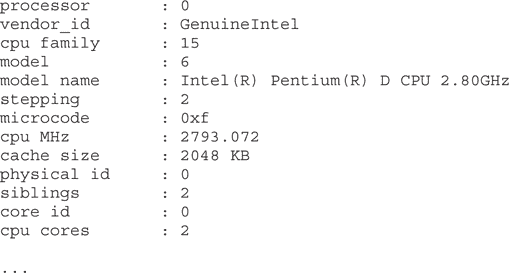 processor : 0
vendor_id : GenuineIntel
cpu family : 15
model : 6
model name : Intel(R) Pentium(R) D CPU 2.80GHz
stepping : 2
microcode : 0xf
cpu MHz : 2793.072
cache size : 2048 KB
physical id : 0
siblings : 2
core id : 0
cpu cores : 2
...